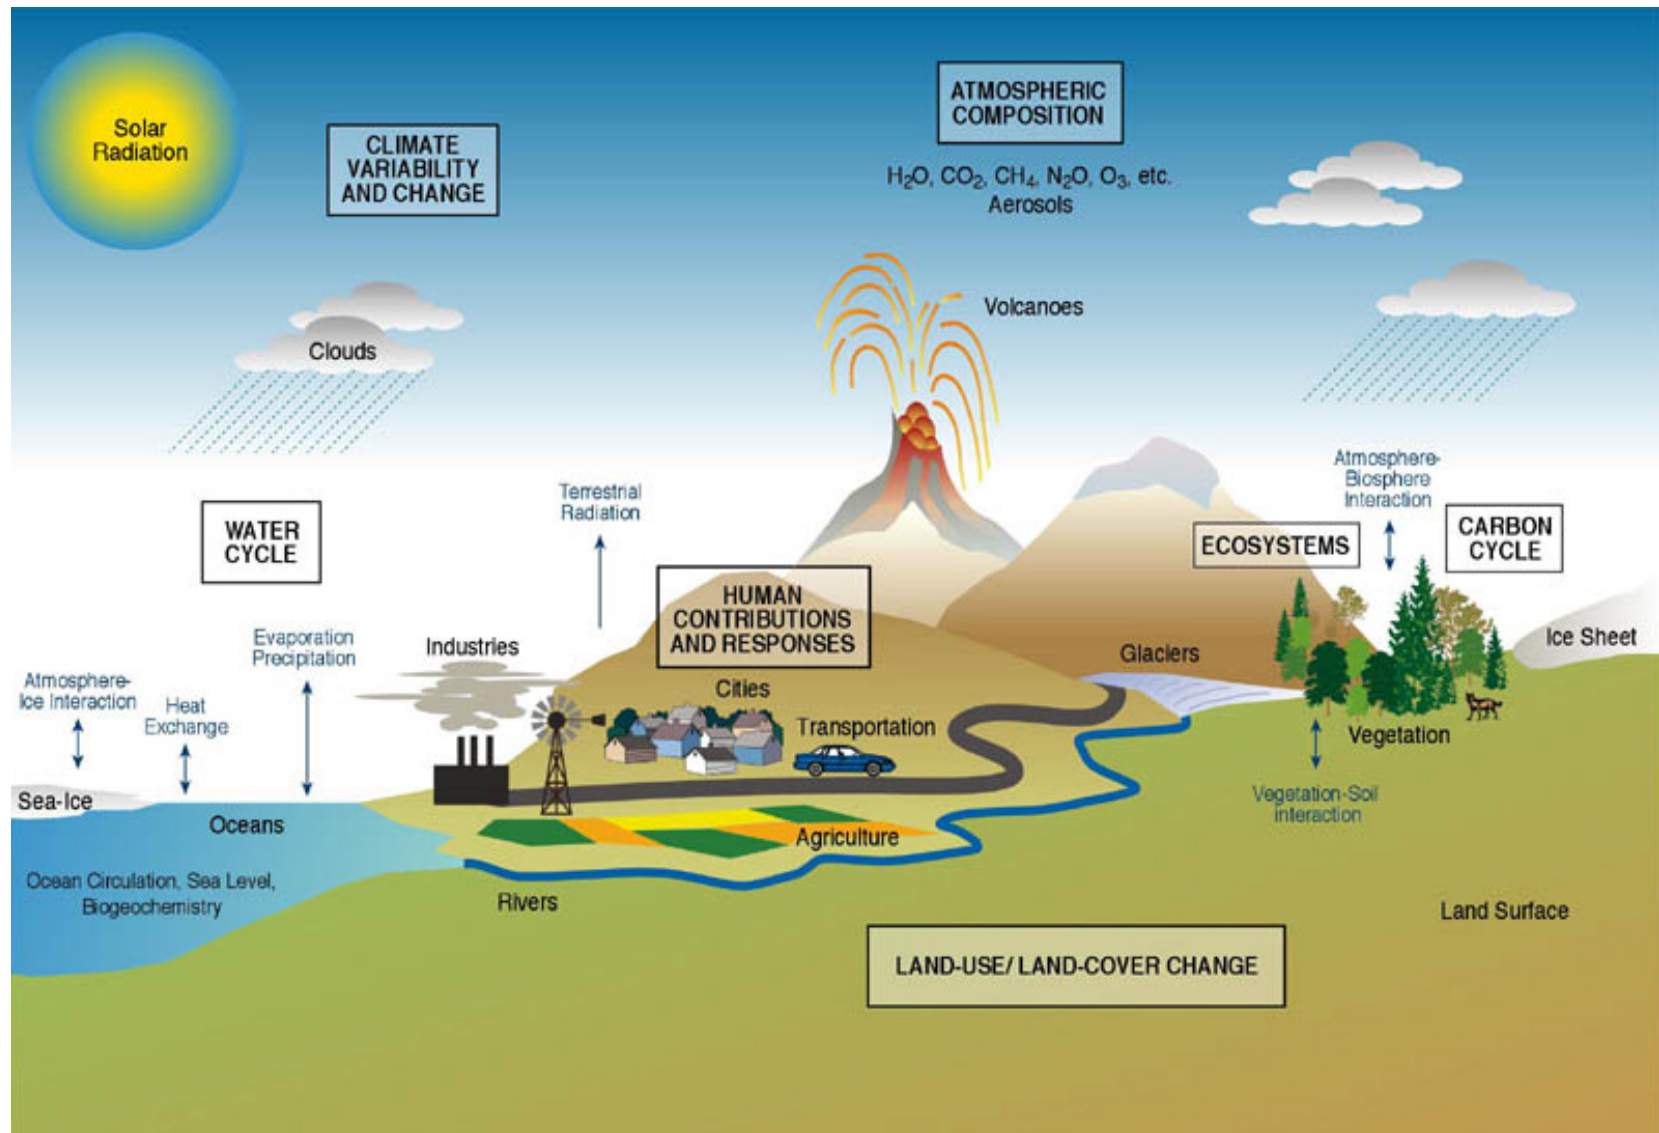 Solar
Radiation
CLIMATE
VARIABILITY
AND CHANGE
ATMOSPHERIC
COMPOSITION
H₂O, CO₂, CH₄, N₂O, O₃, etc.
Aerosols
Volcanoes
Clouds
Atmosphere-
Biosphere
Interaction
Terrestrial
Radiation
WATER
CYCLE
ECOSYSTEMS
CARBON
CYCLE
HUMAN
CONTRIBUTIONS
AND RESPONSES
Evaporation
Precipitation
Industries
Glaciers
Ice Sheet
Atmosphere-
Ice Interaction
Heat
Exchange
Cities
Transportation
Vegetation
Sea-Ice
Oceans
Vegetation-Soil
interaction
Agriculture
Ocean Circulation, Sea Level,
Biogeochemistry
Rivers
Land Surface
LAND-USE/ LAND-COVER CHANGE